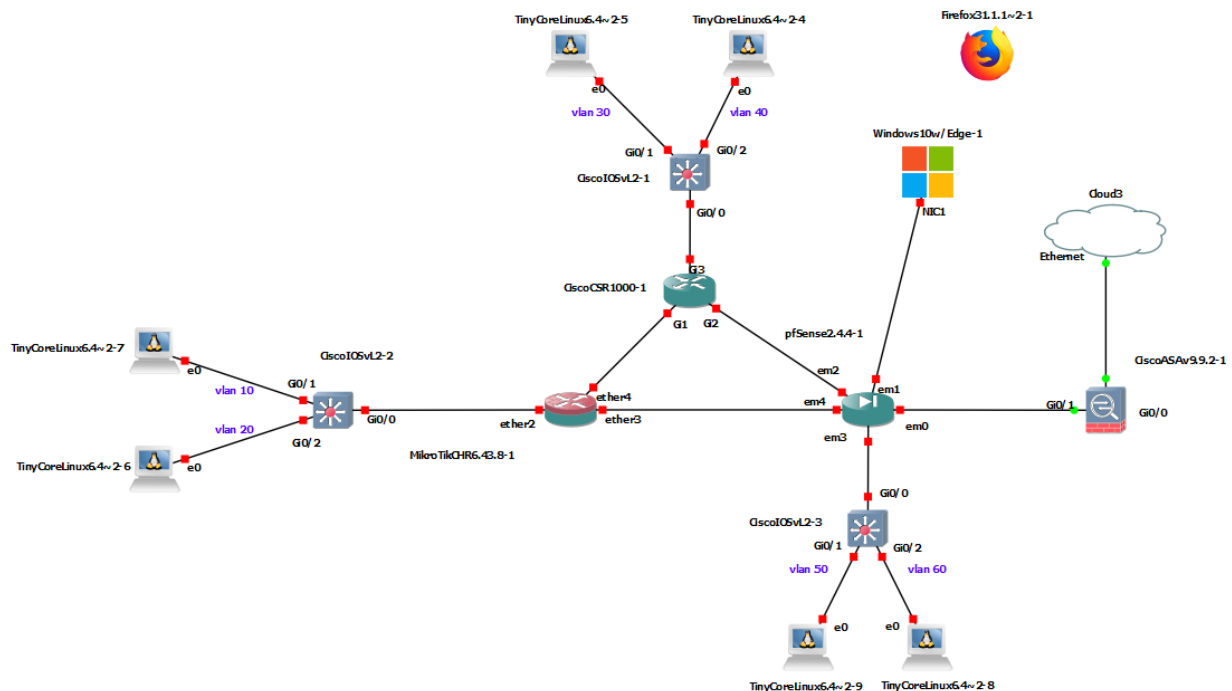 TinyCoreLinux6.4~2-5
TinyCoreLinux6.4~2-4
Firefox31.1.1~2-1
e0
e0
vlan 30
vlan 40
Windows10w/Edge-1
Gi0/1
Gi0/2
CiscoIOSvL2-1
Cloud3
NIC1
Gi0/0
Ethernet
Gi3
CiscoCSR1000-1
Gi1
Gi2
pfSense2.4.4-1
TinyCoreLinux6.4~2-7
CiscoIOSvL2-2
CiscoASAv9.9.2-1
e0
em2
Gi0/1
em1
vlan 10
ether4
em4
Gi0/1
Gi0/0
Gi0/0
ether2
ether3
em0
vlan 20
Gi0/2
em3
MikroTikCHR6.43.8-1
e0
TinyCoreLinux6.4~2-6
Gi0/0
CiscoIOSvL2-3
Gi0/1
Gi0/2
vlan 50
vlan 60
e0
e0
TinyCoreLinux6.4~2-9
TinyCoreLinux6.4~2-8